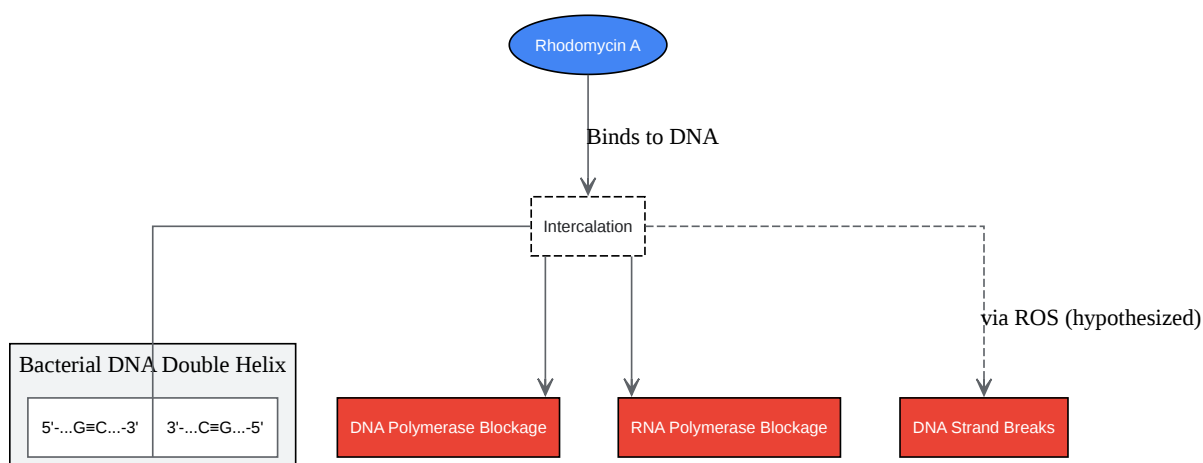 Rhodomycin A
Binds to DNA
Intercalation
via ROS (hypothesized)
Bacterial DNA Double Helix
5'-...G≡C...-3'
3'-...C≡G...-5'
DNA Polymerase Blockage
RNA Polymerase Blockage
DNA Strand Breaks